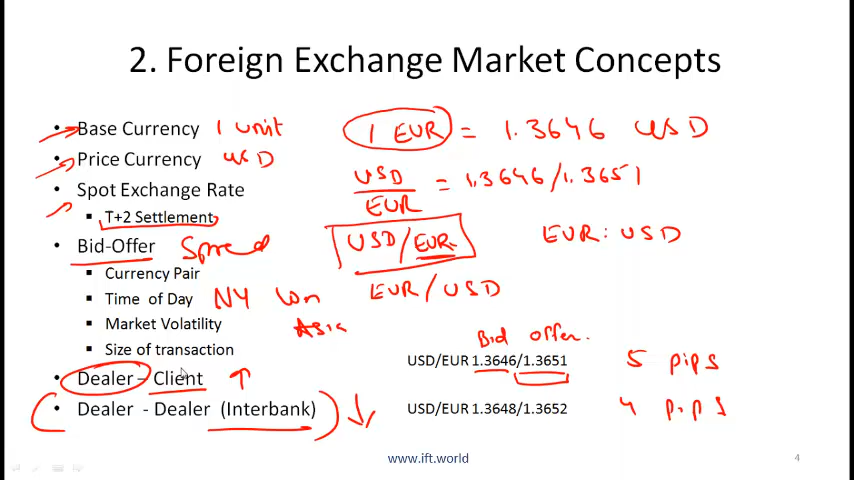 2. Foreign Exchange Market Concepts
• Base Currency 1 unit
1 EUR = 1.3646 USD
• Price Currency USD
USD/EUR = 1.3646/1.3651
• Spot Exchange Rate
▪ T+2 Settlement
USD/EUR
EUR: USD
• Bid-Offer Spread
▪ Currency Pair
EUR/USD
▪ Time of Day NY Lon
Asia
▪ Market Volatility
Bid Offer
▪ Size of transaction
USD/EUR 1.3646/1.3651 5 pips
• Dealer – Client ↑
• Dealer - Dealer (Interbank) ↓
USD/EUR 1.3648/1.3652 4 pips
www.ift.world
4